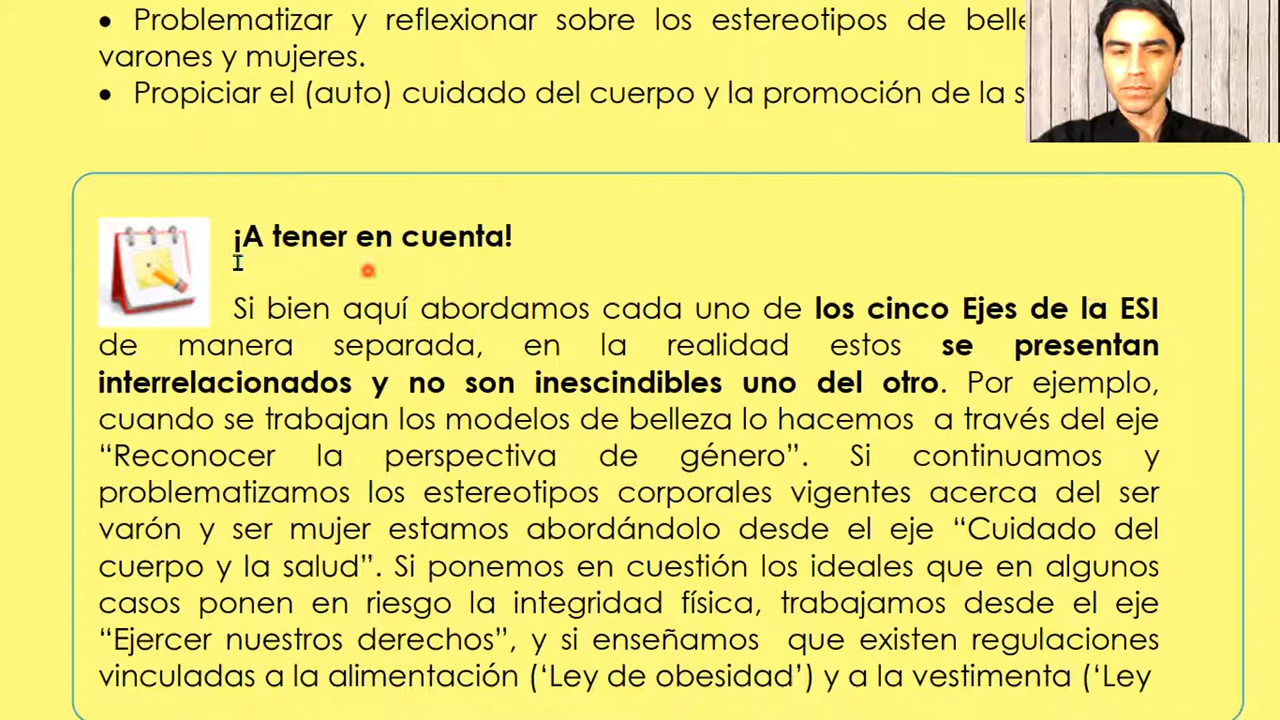 • Problematizar y reflexionar sobre los estereotipos de
varones y mujeres.
• Propiciar el (auto) cuidado del cuerpo y la promoción de la
¡A tener en cuenta!
Si bien aquí abordamos cada uno de los cinco Ejes de la ESI
de manera separada, en la realidad estos se presentan
interrelacionados y no son inescindibles uno del otro. Por ejemplo,
cuando se trabajan los modelos de belleza lo hacemos a través del eje
“Reconocer la perspectiva de género”. Si continuamos y
problematizamos los estereotipos corporales vigentes acerca del ser
varón y ser mujer estamos abordándolo desde el eje “Cuidado del
cuerpo y la salud”. Si ponemos en cuestión los ideales que en algunos
casos ponen en riesgo la integridad física, trabajamos desde el eje
“Ejercer nuestros derechos”, y si enseñamos que existen regulaciones
vinculadas a la alimentación (‘Ley de obesidad’) y a la vestimenta (‘Ley